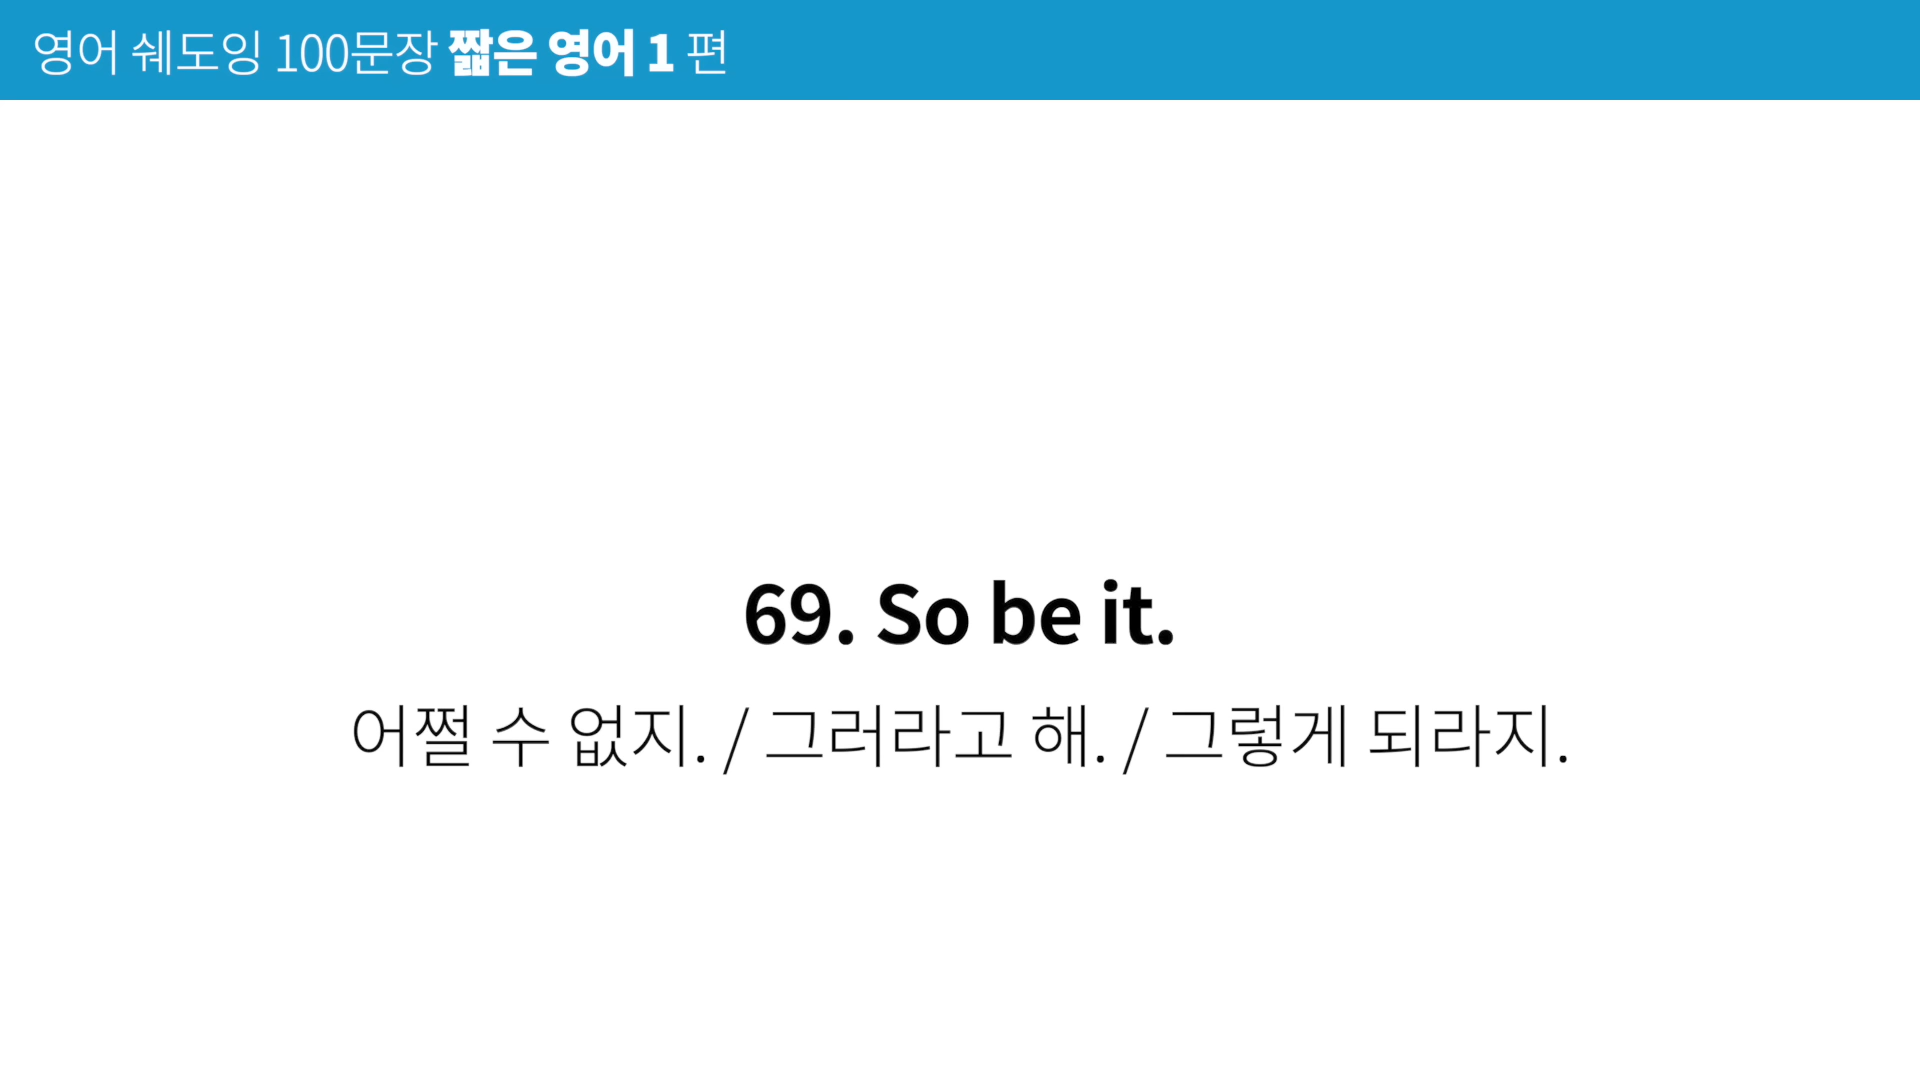 영어 쉐도잉 100문장 짧은 영어 1 편
69. So be it.
어쩔 수 없지. / 그러라고 해. / 그렇게 되라지.